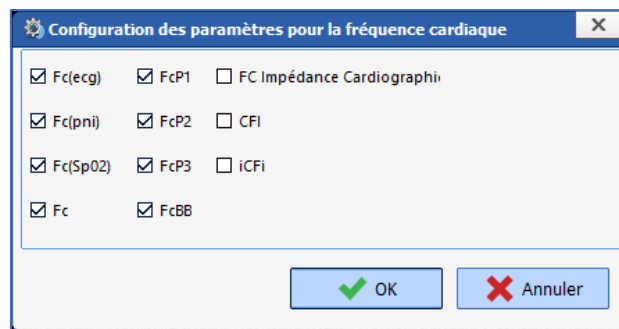 Configuration des paramètres pour la fréquence cardiaque
Fc(ecg) FcP1 FC Impédance Cardiographi
Fc(pni) FcP2 CFI
Fc(Sp02) FcP3 iCFi
Fc FcBB
OK Annuler